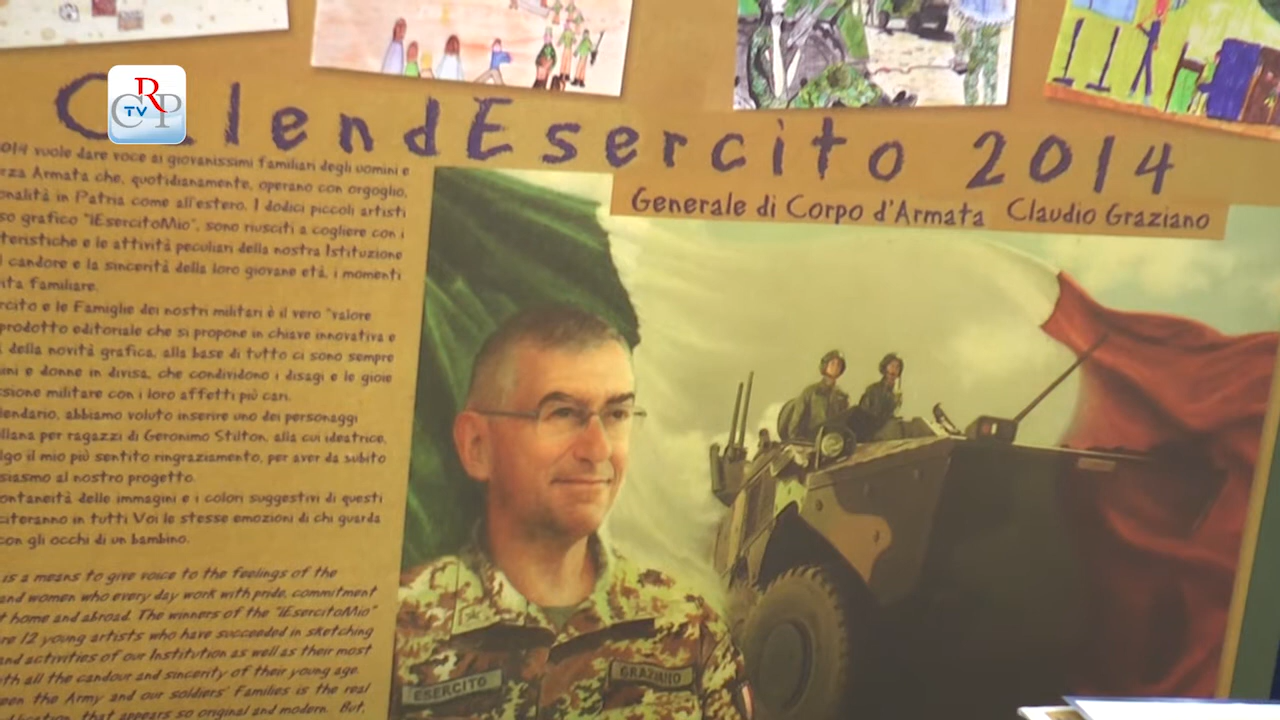 CRP
TV
CalendEsercito 2014
Generale di Corpo d'Armata Claudio Graziano
2014 vuole dare voce ai giovanissimi familiari degli uomini e
Armata che, quotidianamente, operano con orgoglio,
in Patria come all'estero. I dodici piccoli artisti
grafico "iEsercitoMio", sono riusciti a cogliere con i
e le attività peculiari della nostra Istituzione
candore e la sincerità della loro giovane età, i momenti
familiare.
e le Famiglie dei nostri militari è il vero "valore
prodotto editoriale che si propone in chiave innovativa e
della novità grafica, alla base di tutto ci sono sempre
e donne in divisa, che condividono i disagi e le gioie
militare con i loro affetti più cari.
abbiamo voluto inserire uno dei personaggi
per ragazzi di Geronimo Stilton, alla cui ideatrice,
il mio più sentito ringraziamento, per aver da subito
al nostro progetto.
delle immagini e i colori suggestivi di questi
in tutti Voi le stesse emozioni di chi guarda
con gli occhi di un bambino.
is a means to give voice to the feelings of the
and women who every day work with pride, commitment
home and abroad. The winners of the "iEsercitoMio"
12 young artists who have succeeded in sketching
and activities of our Institution as well as their most
all the candour and sincerity of their young age.
the Army and our soldiers' Families is the real
that appears so original and modern. But,
ESERCITO
GRAZIANO